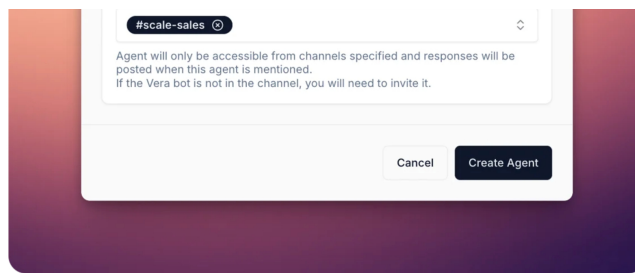 #scale-sales
Agent will only be accessible from channels specified and responses will be
posted when this agent is mentioned.
If the Vera bot is not in the channel, you will need to invite it.
Cancel
Create Agent